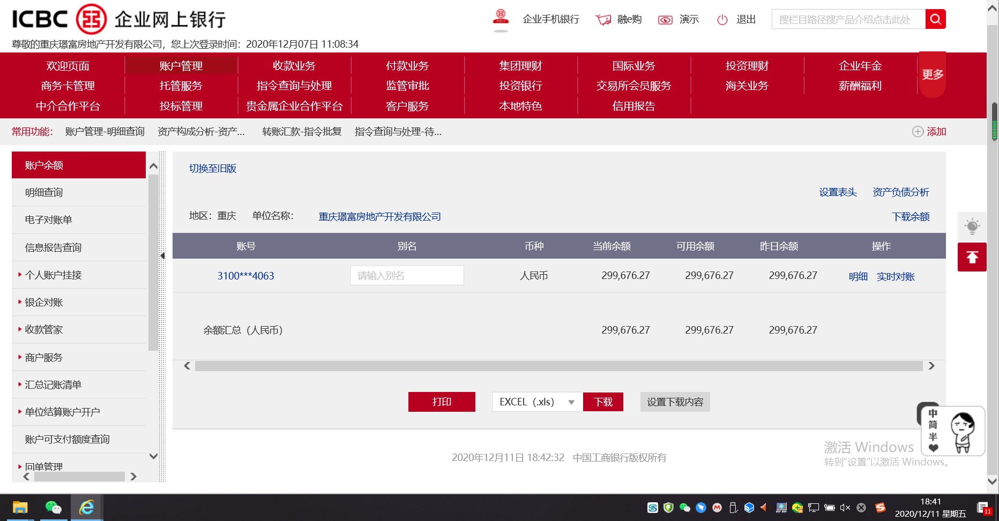 ICBC 企业网上银行
企业手机银行 融e购 演示 退出 搜栏目路径搜产品介绍点击此处
尊敬的重庆璟富房地产开发有限公司，您上次登录时间：2020年12月07日 11:08:34
欢迎页面 账户管理 收款业务 付款业务 集团理财 国际业务 投资理财 企业年金
更多
商务卡管理 托管服务 指令查询与处理 监管审批 投资银行 交易所会员服务 海关业务 薪酬福利
中介合作平台 投标管理 贵金属企业合作平台 客户服务 本地特色 信用报告
常用功能： 账户管理-明细查询 资产构成分析-资产... 转账汇款-指令批复 指令查询与处理-待... 添加
账户余额
明细查询
电子对账单
信息报告查询
个人账户挂接
银企对账
收款管家
商户服务
汇总记账清单
单位结算账户开户
账户可支付额度查询
回单管理
切换至旧版
设置表头 资产负债分析
地区：重庆 单位名称： 重庆璟富房地产开发有限公司 下载余额
账号 别名 币种 当前余额 可用余额 昨日余额 操作
3100***4063 请输入别名 人民币 299,676.27 299,676.27 299,676.27 明细 实时对账
余额汇总（人民币） 299,676.27 299,676.27 299,676.27
打印 EXCEL（.xls） 下载 设置下载内容
2020年12月11日 18:42:32 中国工商银行版权所有
中
简
半
激活 Windows
转到“设置”以激活 Windows。
18:41
2020/12/11 星期五
11